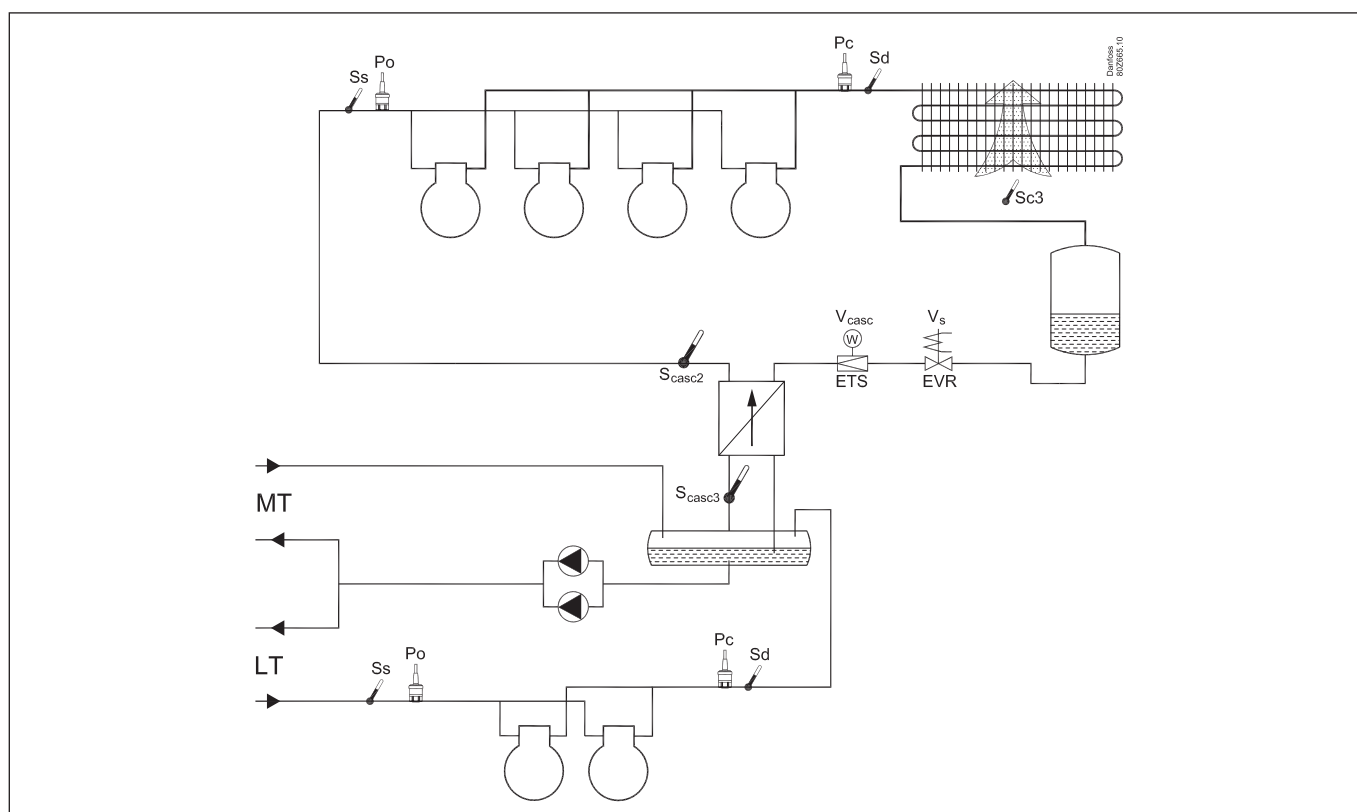 Ss
Po
Pc
Sd
Danfoss
80Z665.10
Sc3
Vcasc
W
Vs
ETS
EVR
Scasc2
Scasc3
MT
LT
Ss
Po
Pc
Sd